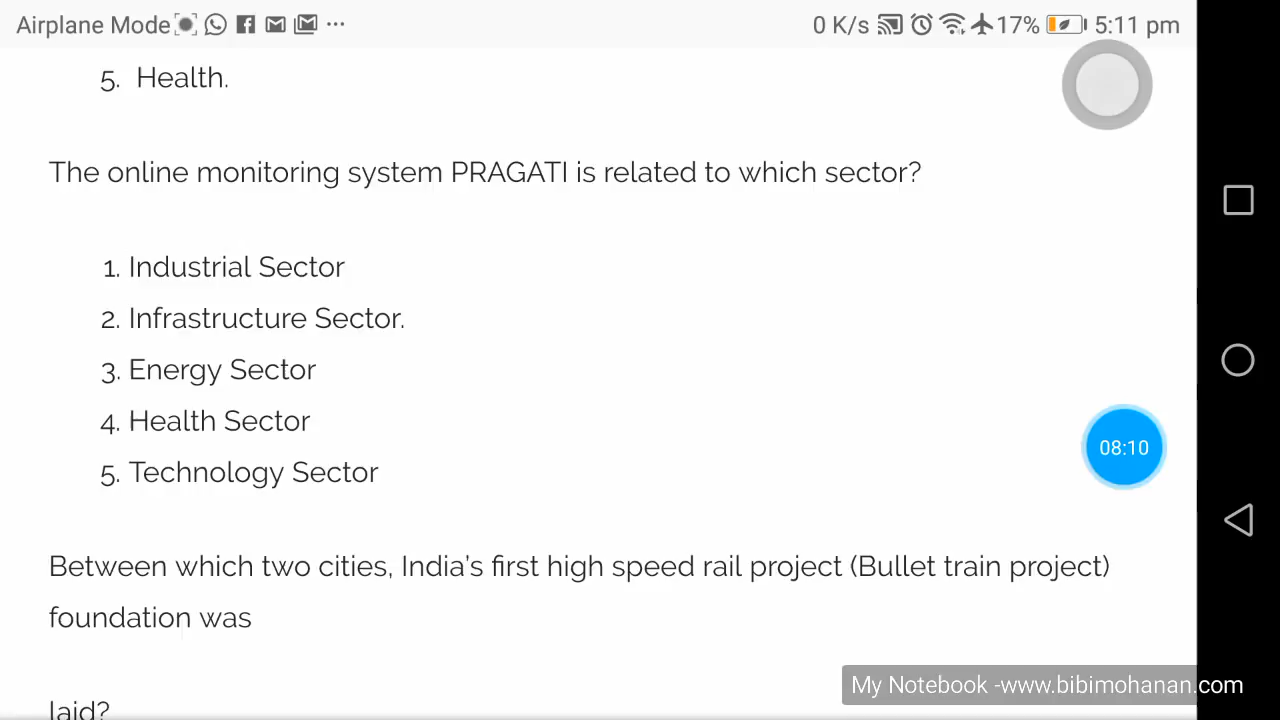 Airplane Mode ... 0 K/s 17% 5:11 pm
5. Health.
The online monitoring system PRAGATI is related to which sector?
1. Industrial Sector
2. Infrastructure Sector.
3. Energy Sector
4. Health Sector
08:10
5. Technology Sector
Between which two cities, India's first high speed rail project (Bullet train project)
foundation was
My Notebook -www.bibimohanan.com
laid?